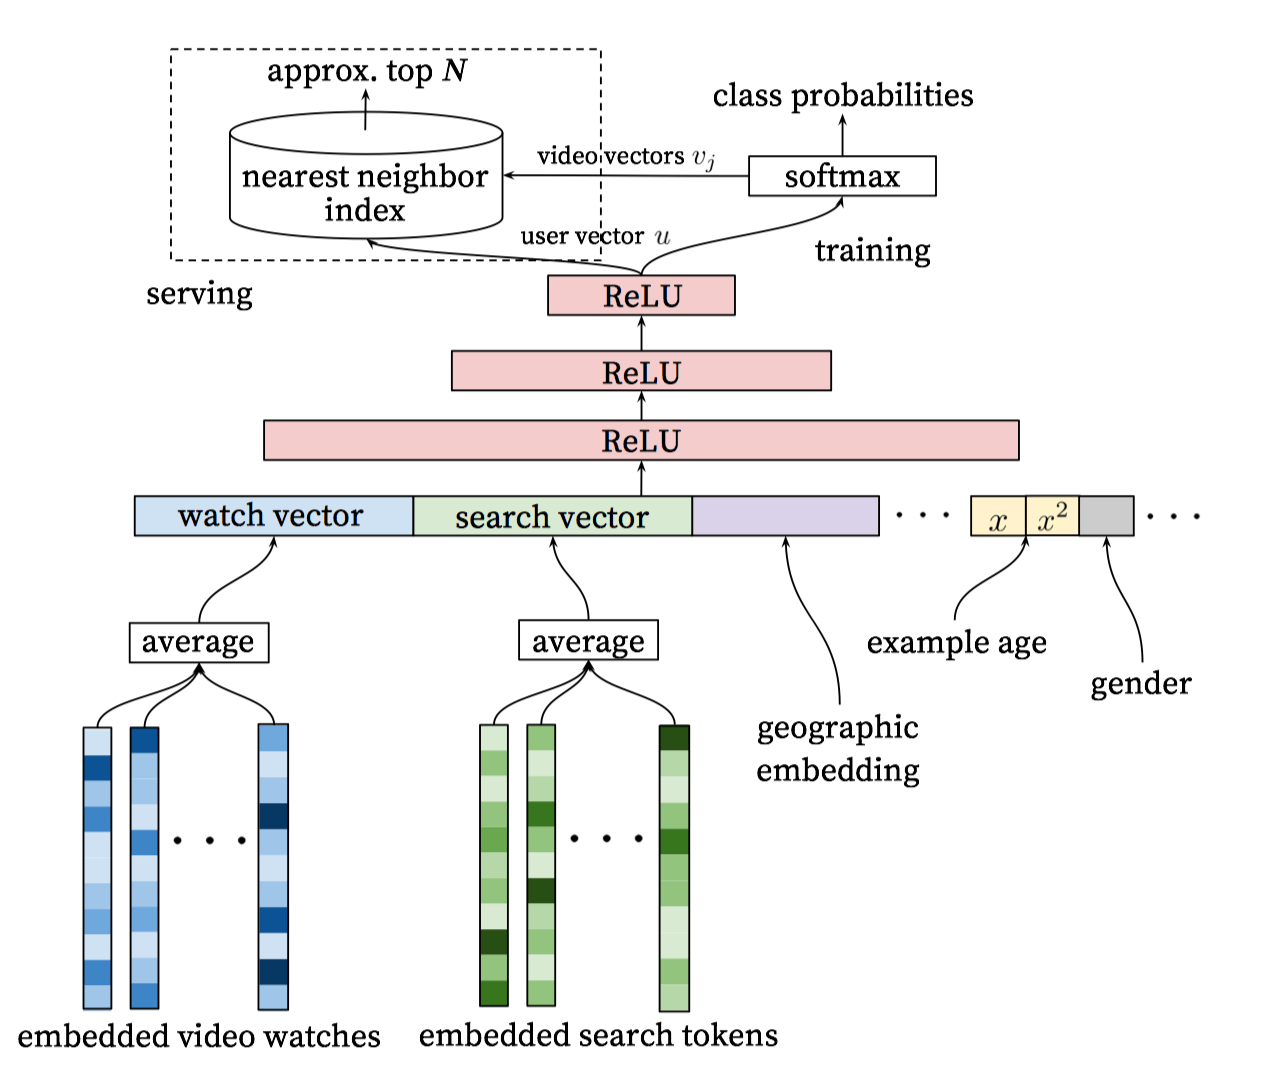 approx. top N
class probabilities
video vectors v_j
nearest neighbor
index
softmax
user vector u
training
serving
ReLU
ReLU
ReLU
watch vector
search vector
. . .
x
x²
. . .
average
average
example age
gender
geographic
embedding
. . .
. . .
embedded video watches
embedded search tokens